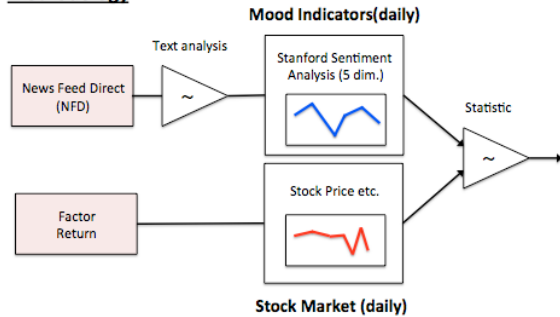 Mood Indicators(daily)
Text analysis
Stanford Sentiment
Analysis (5 dim.)
News Feed Direct
(NFD)
~
Statistic
~
Stock Price etc.
Factor
Return
Stock Market (daily)